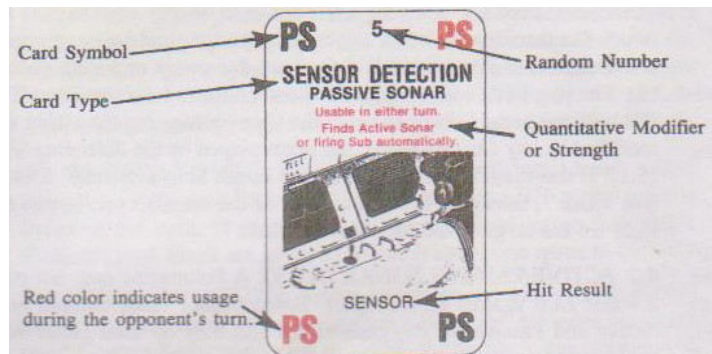 PS 5 PS
Card Symbol
Random Number
SENSOR DETECTION
Card Type
PASSIVE SONAR
Usable in either turn.
Finds Active Sonar
or firing Sub automatically.
Quantitative Modifier
or Strength
Red color indicates usage
during the opponent's turn.
SENSOR
Hit Result
PS PS